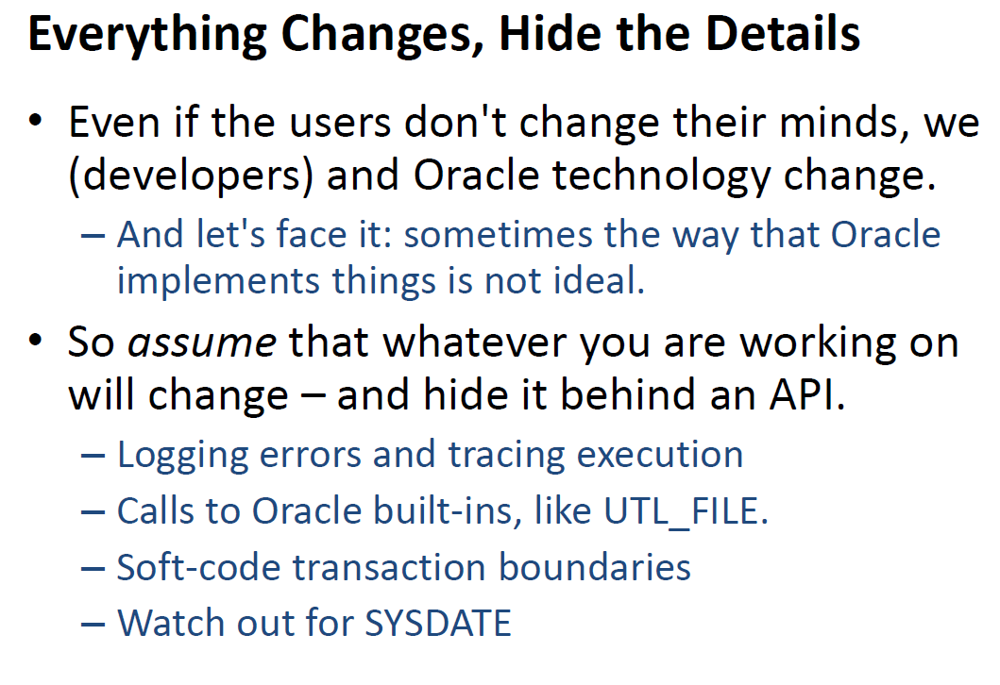 Everything Changes, Hide the Details
• Even if the users don't change their minds, we
(developers) and Oracle technology change.
– And let's face it: sometimes the way that Oracle
implements things is not ideal.
• So assume that whatever you are working on
will change – and hide it behind an API.
– Logging errors and tracing execution
– Calls to Oracle built-ins, like UTL_FILE.
– Soft-code transaction boundaries
– Watch out for SYSDATE